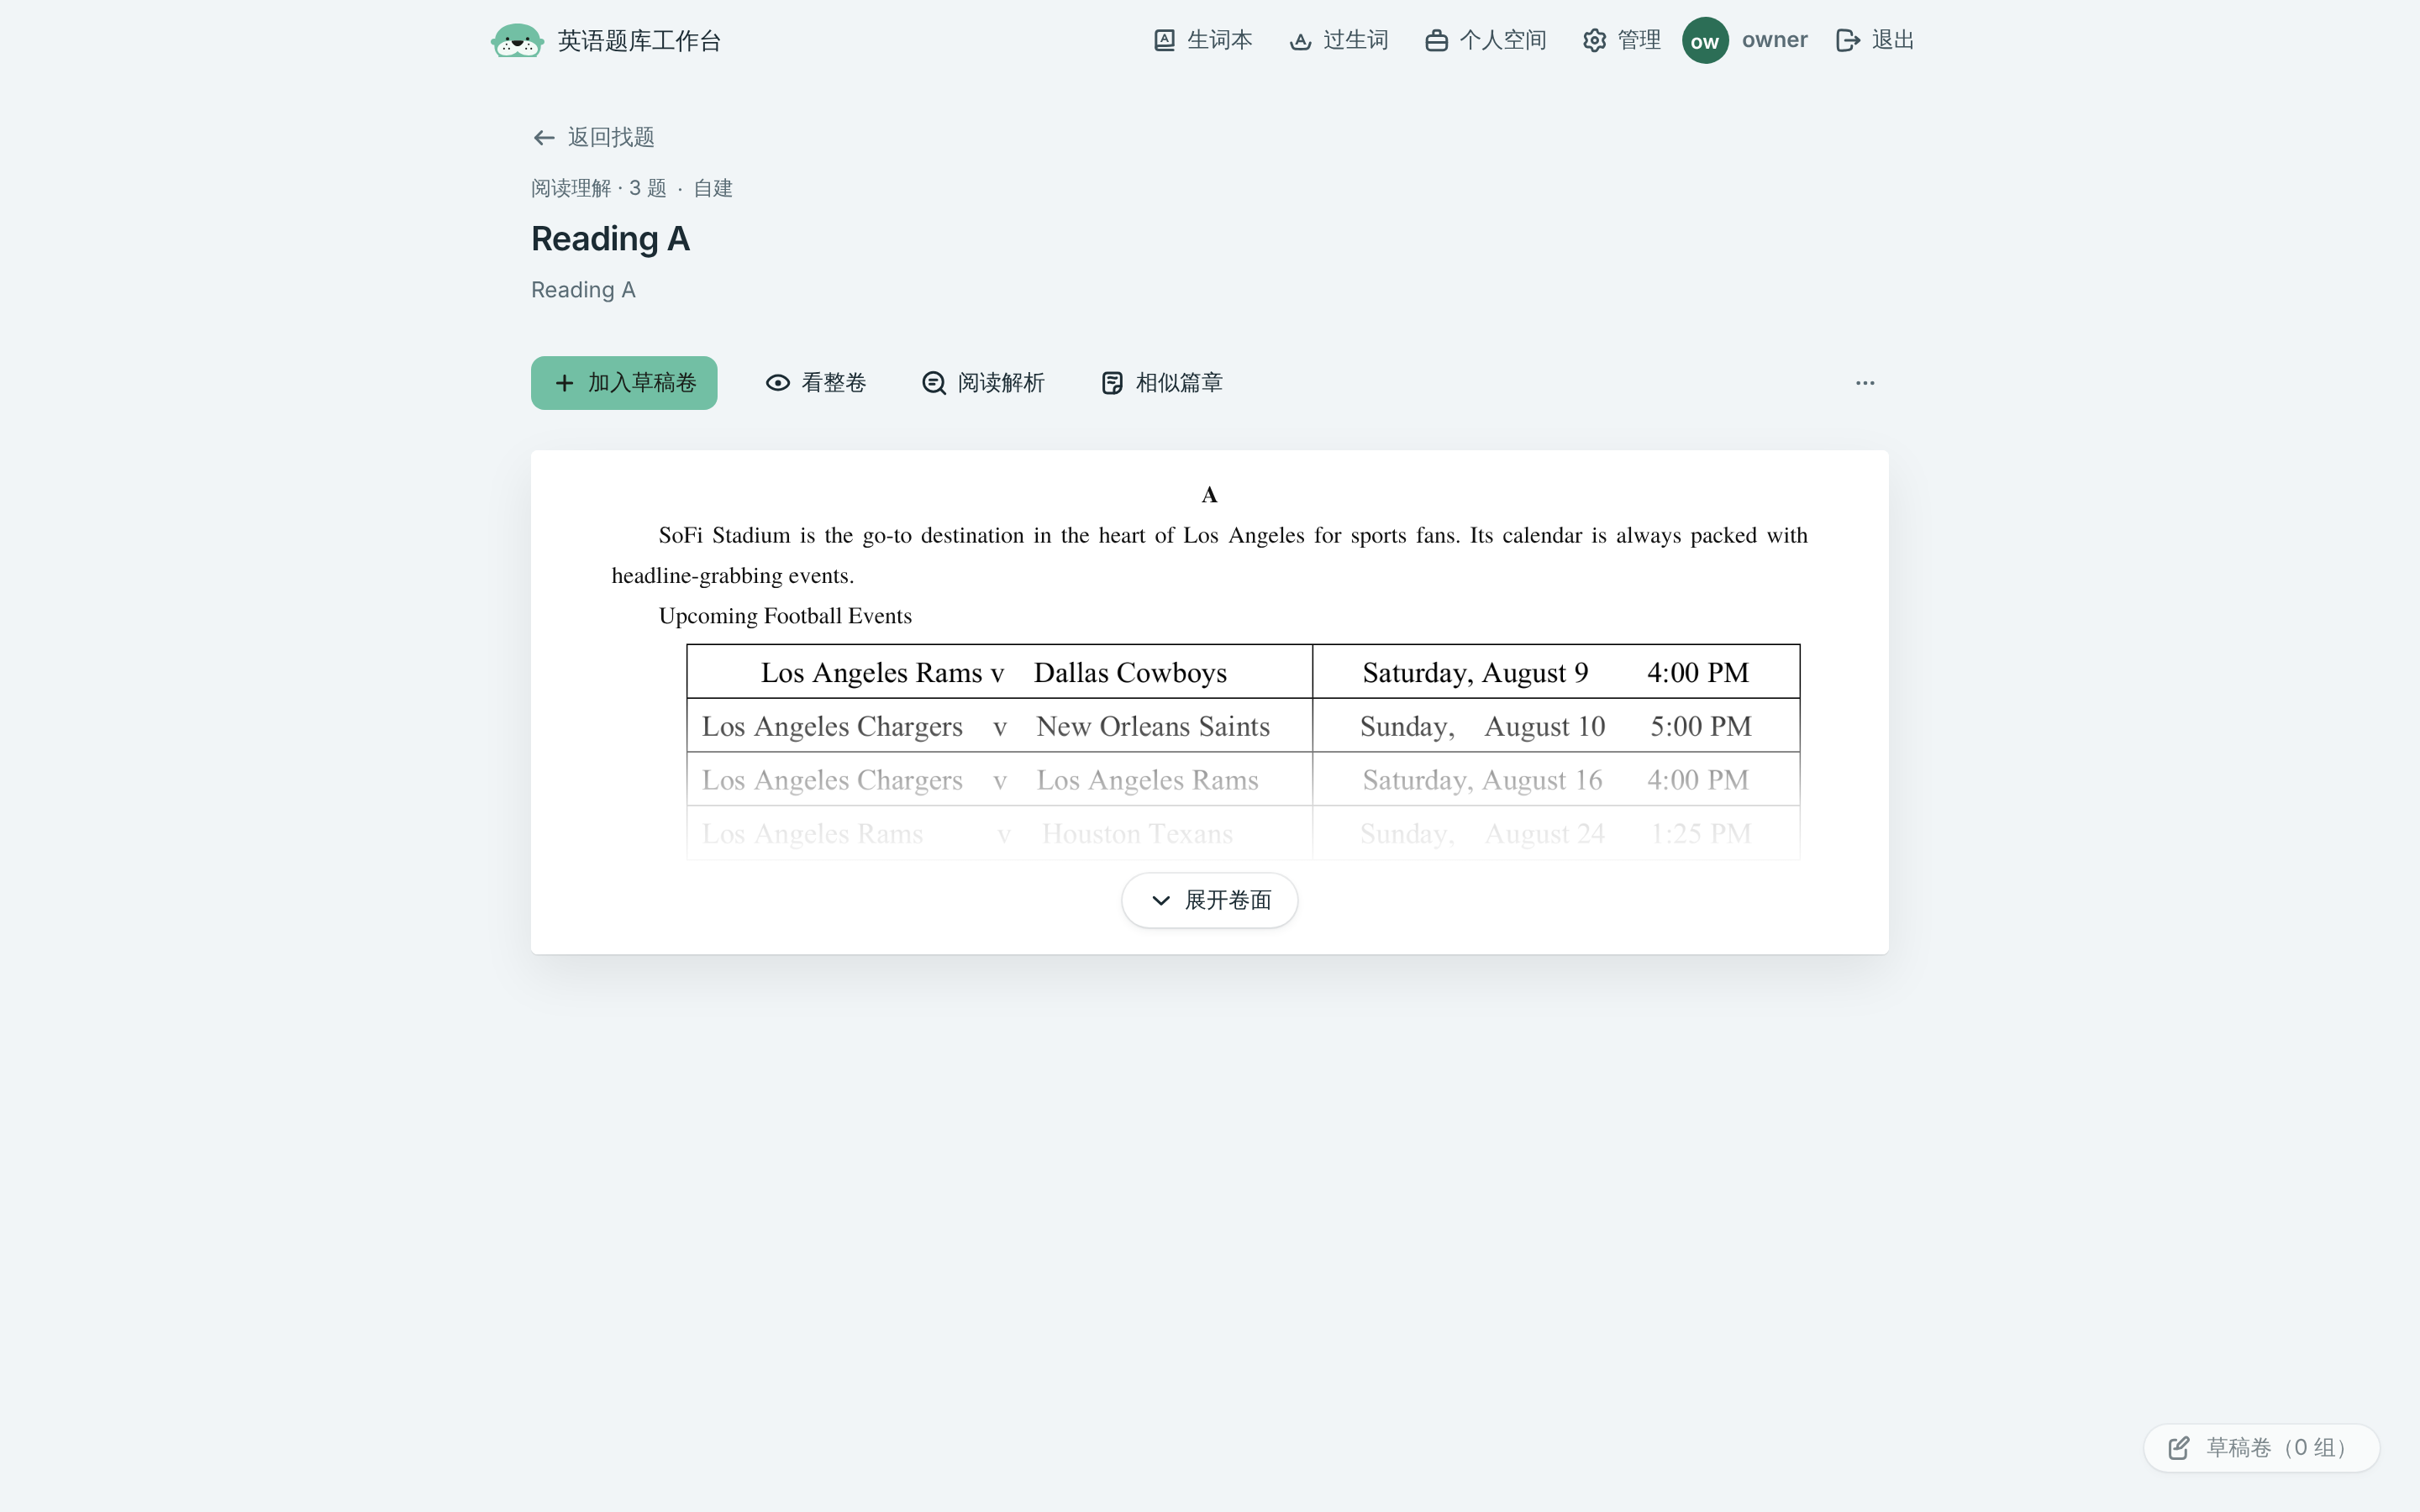 英语题库工作台
生词本 过生词 个人空间 管理 ow owner 退出
返回找题
阅读理解 · 3 题 · 自建
Reading A
Reading A
加入草稿卷 看整卷 阅读解析 相似篇章
A
SoFi Stadium is the go-to destination in the heart of Los Angeles for sports fans. Its calendar is always packed with
headline-grabbing events.
Upcoming Football Events
Los Angeles Rams v Dallas Cowboys Saturday, August 9 4:00 PM
Los Angeles Chargers v New Orleans Saints Sunday, August 10 5:00 PM
Los Angeles Chargers v Los Angeles Rams Saturday, August 16 4:00 PM
Los Angeles Rams v Houston Texans Sunday, August 24 1:25 PM
展开卷面
草稿卷（0 组）